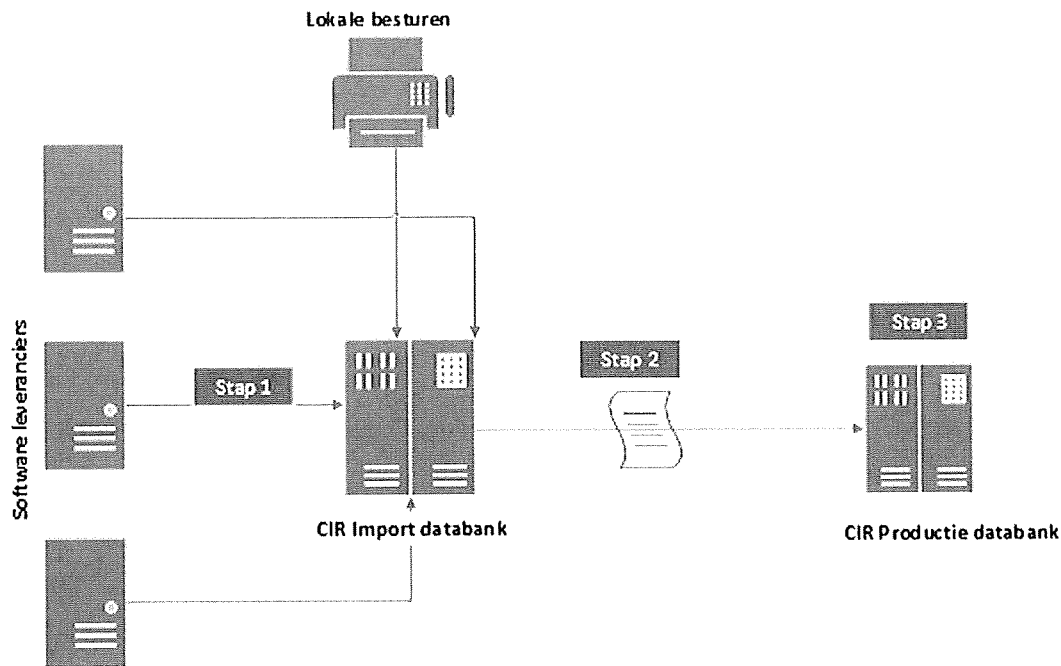 Lokale besturen
Software leveranciers
Stap 1
Stap 2
Stap 3
CIR Import databank
CIR Productie databank